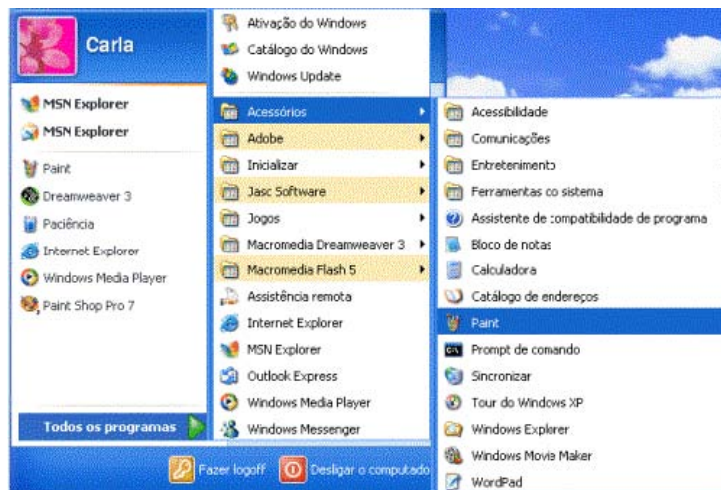 Carla
MSN Explorer
MSN Explorer
Paint
Dreamweaver 3
Paciência
Internet Explorer
Windows Media Player
Paint Shop Pro 7
Todos os programas
Ativação do Windows
Catálogo do Windows
Windows Update
Acessórios
Adobe
Inicializar
Jasc Software
Jogos
Macromedia Dreamweaver 3
Macromedia Flash 5
Assistência remota
Internet Explorer
MSN Explorer
Outlook Express
Windows Media Player
Windows Messenger
Acessibilidade
Comunicações
Entretenimento
Ferramentas co sistema
Assistente de compatibilidade de programa
Bloco de notas
Calculadora
Catálogo de endereços
Paint
Prompt de comando
Sincronizar
Tour do Windows XP
Windows Explorer
Windows Movie Maker
WordPad
Fazer logoff
Desligar o computado